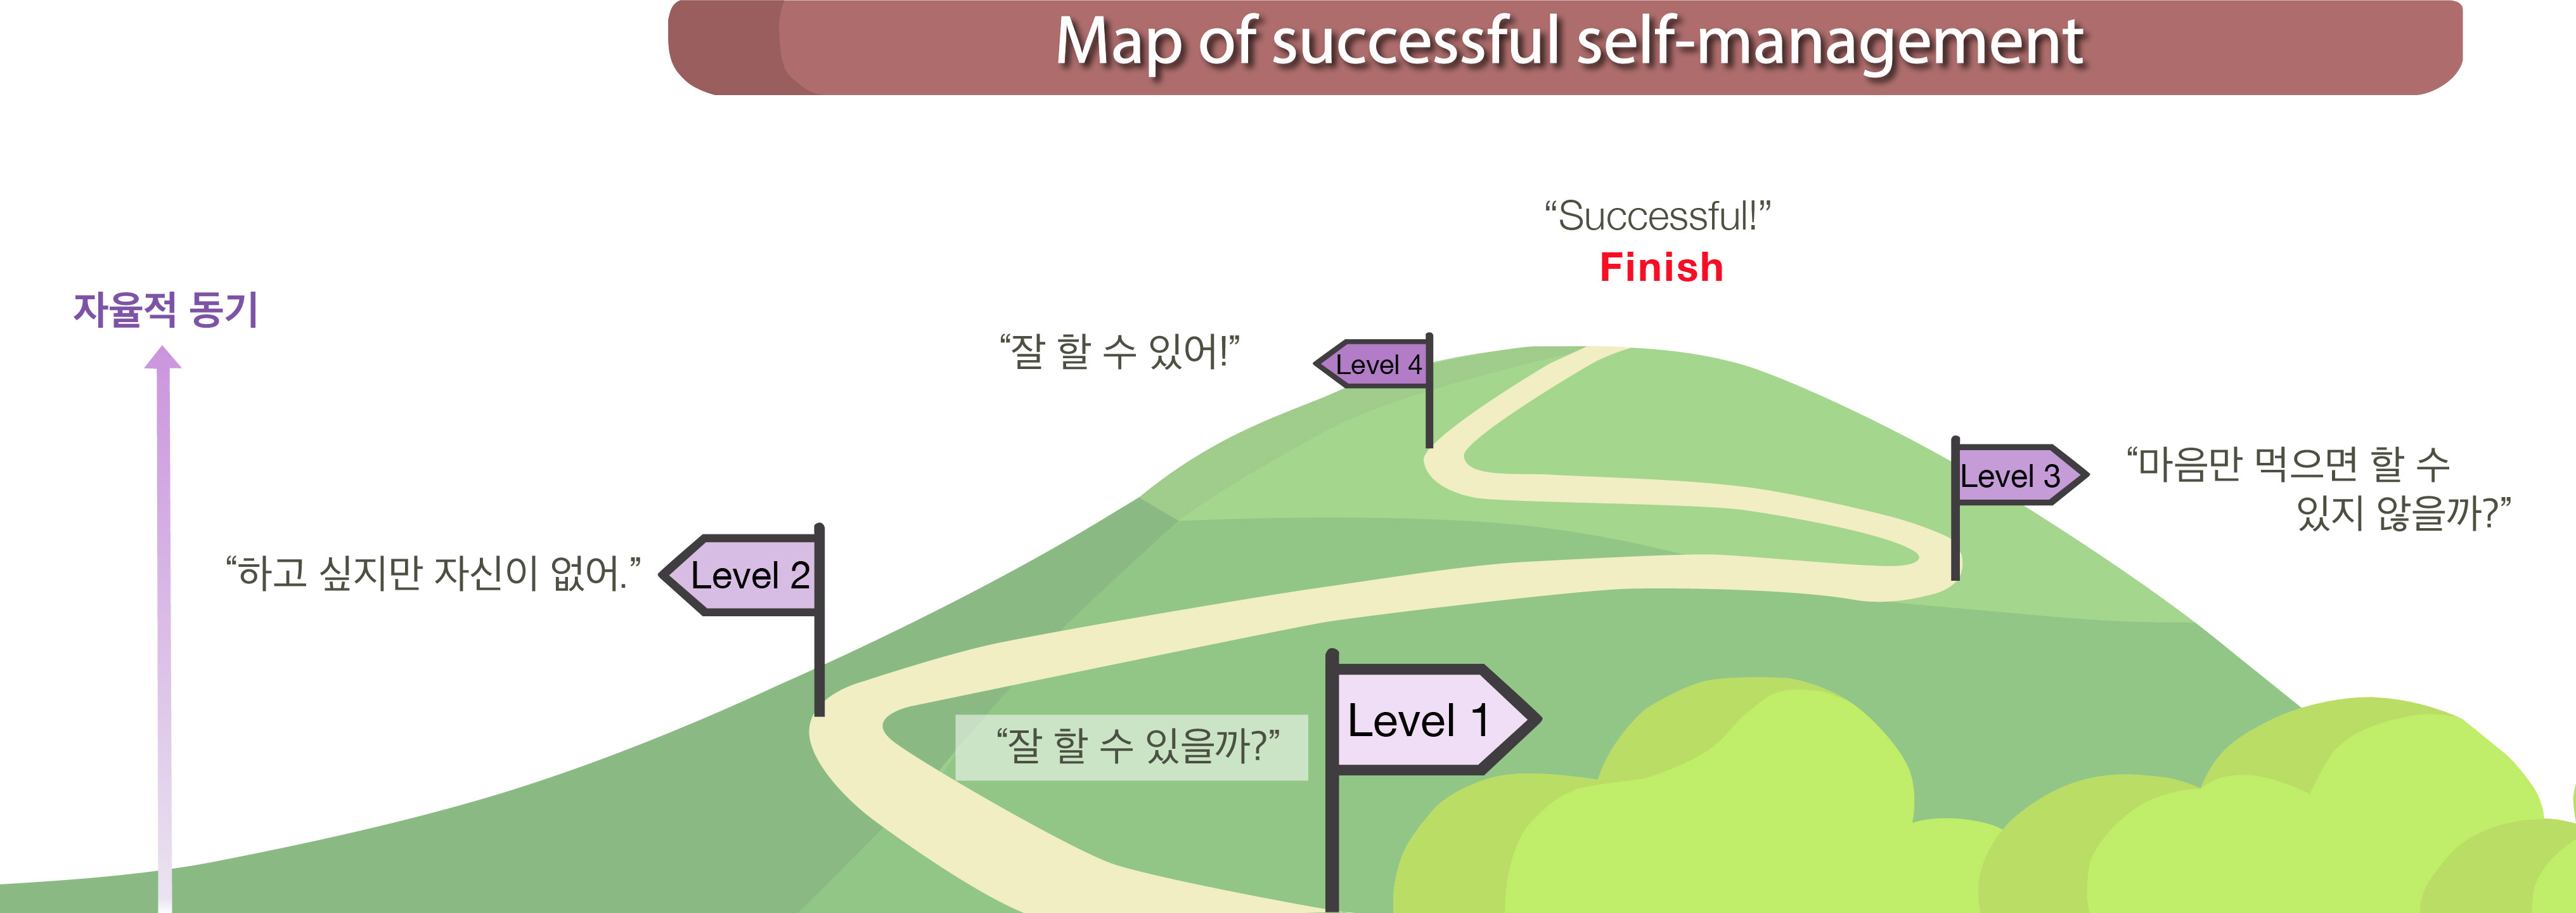 Map of successful self-management
“Successful!”
Finish
자율적 동기
“잘 할 수 있어!”
Level 4
Level 3
“마음만 먹으면 할 수
있지 않을까?”
“하고 싶지만 자신이 없어.”
Level 2
“잘 할 수 있을까?”
Level 1